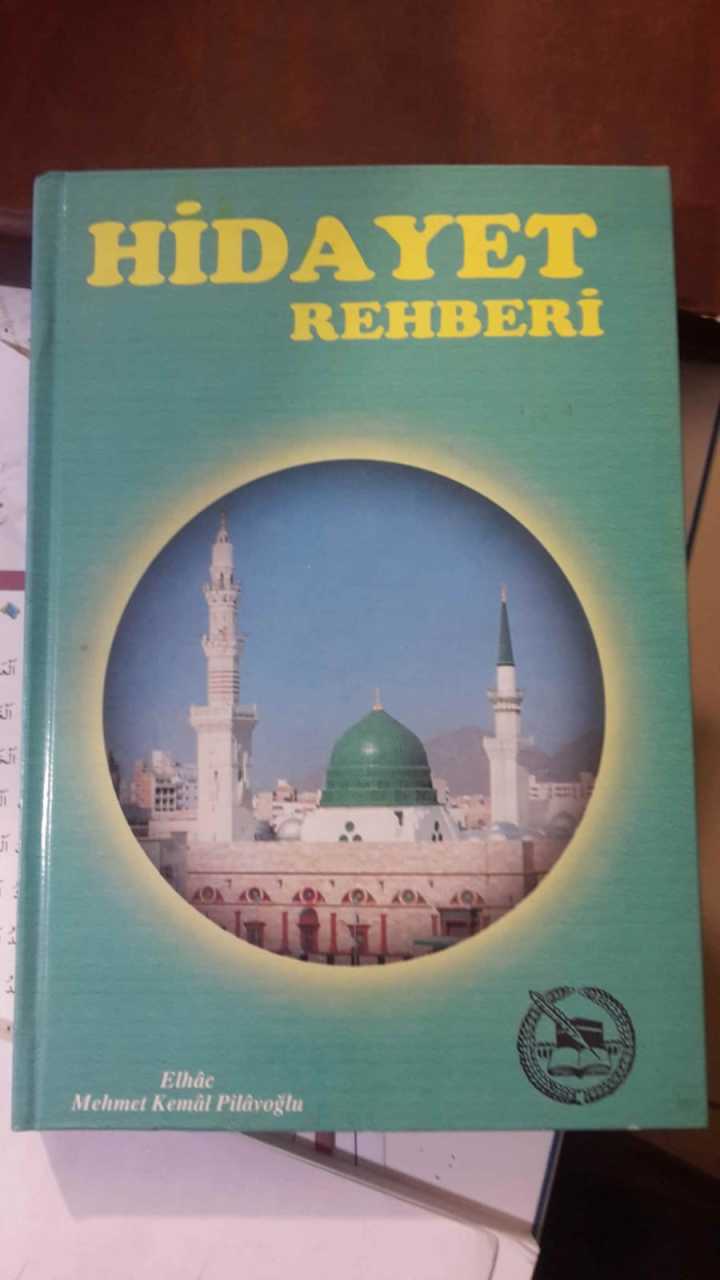 HİDAYET
REHBERİ
Elhâc
Mehmet Kemâl Pilâvoğlu